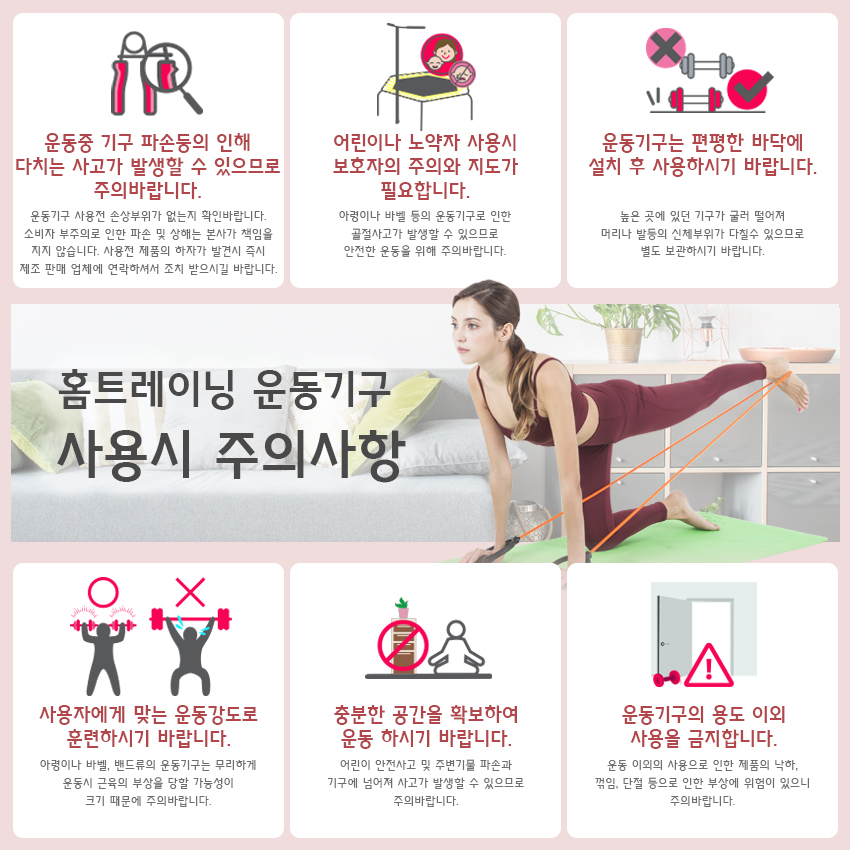 운동중 기구 파손등의 인해
다치는 사고가 발생할 수 있으므로
주의바랍니다.
운동기구 사용전 손상부위가 없는지 확인바랍니다.
소비자 부주의로 인한 파손 및 상해는 본사가 책임을
지지 않습니다. 사용전 제품의 하자가 발견시 즉시
제조 판매 업체에 연락하셔서 조치 받으시길 바랍니다.
어린이나 노약자 사용시
보호자의 주의와 지도가
필요합니다.
아령이나 바벨 등의 운동기구로 인한
골절사고가 발생할 수 있으므로
안전한 운동을 위해 주의바랍니다.
운동기구는 편평한 바닥에
설치 후 사용하시기 바랍니다.
높은 곳에 있던 기구가 굴러 떨어져
머리나 발등의 신체부위가 다칠수 있으므로
별도 보관하시기 바랍니다.
홈트레이닝 운동기구
사용시 주의사항
사용자에게 맞는 운동강도로
훈련하시기 바랍니다.
아령이나 바벨, 밴드류의 운동기구는 무리하게
운동시 근육의 부상을 당할 가능성이
크기 때문에 주의바랍니다.
충분한 공간을 확보하여
운동 하시기 바랍니다.
어린이 안전사고 및 주변기물 파손과
기구에 넘어져 사고가 발생할 수 있으므로
주의바랍니다.
운동기구의 용도 이외
사용을 금지합니다.
운동 이외의 사용으로 인한 제품의 낙하,
꺾임, 단절 등으로 인한 부상에 위험이 있으니
주의바랍니다.